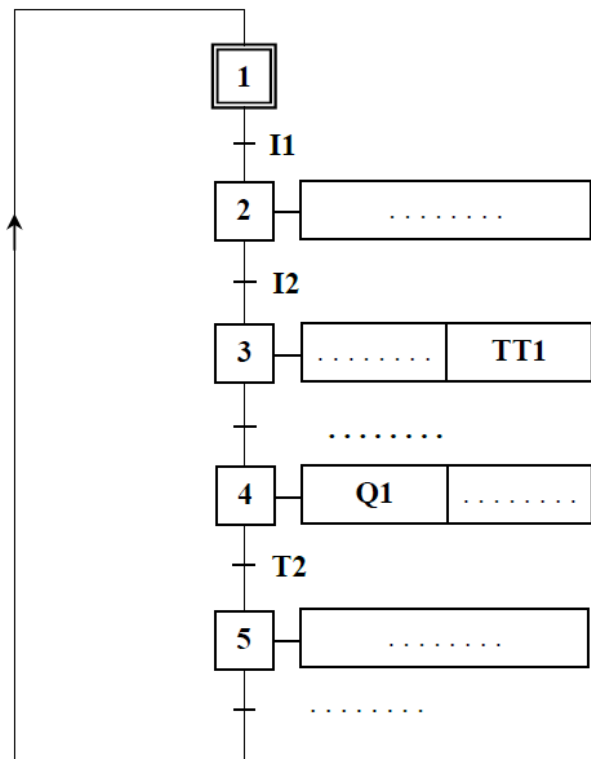 1
I1
2 . . . . . . . .
I2
3 . . . . . . . . TT1
. . . . . . . .
4 Q1 . . . . . . . .
T2
5 . . . . . . . .
. . . . . . . .